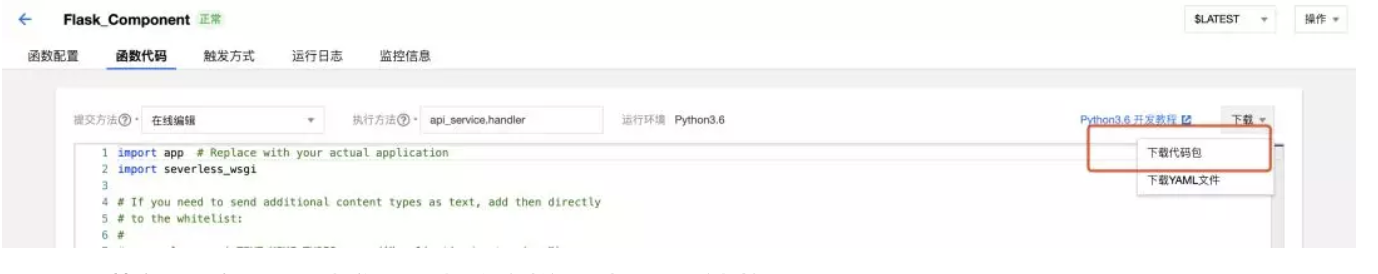 ← Flask_Component 正常 $LATEST 操作
函数配置 函数代码 触发方式 运行日志 监控信息
提交方法? · 在线编辑 执行方法? · api_service.handler 运行环境 Python3.6 Python3.6 开发教程 下载
下载代码包
下载YAML文件
1 import app # Replace with your actual application
2 import severless_wsgi
3
4 # If you need to send additional content types as text, add then directly
5 # to the whitelist:
6 #